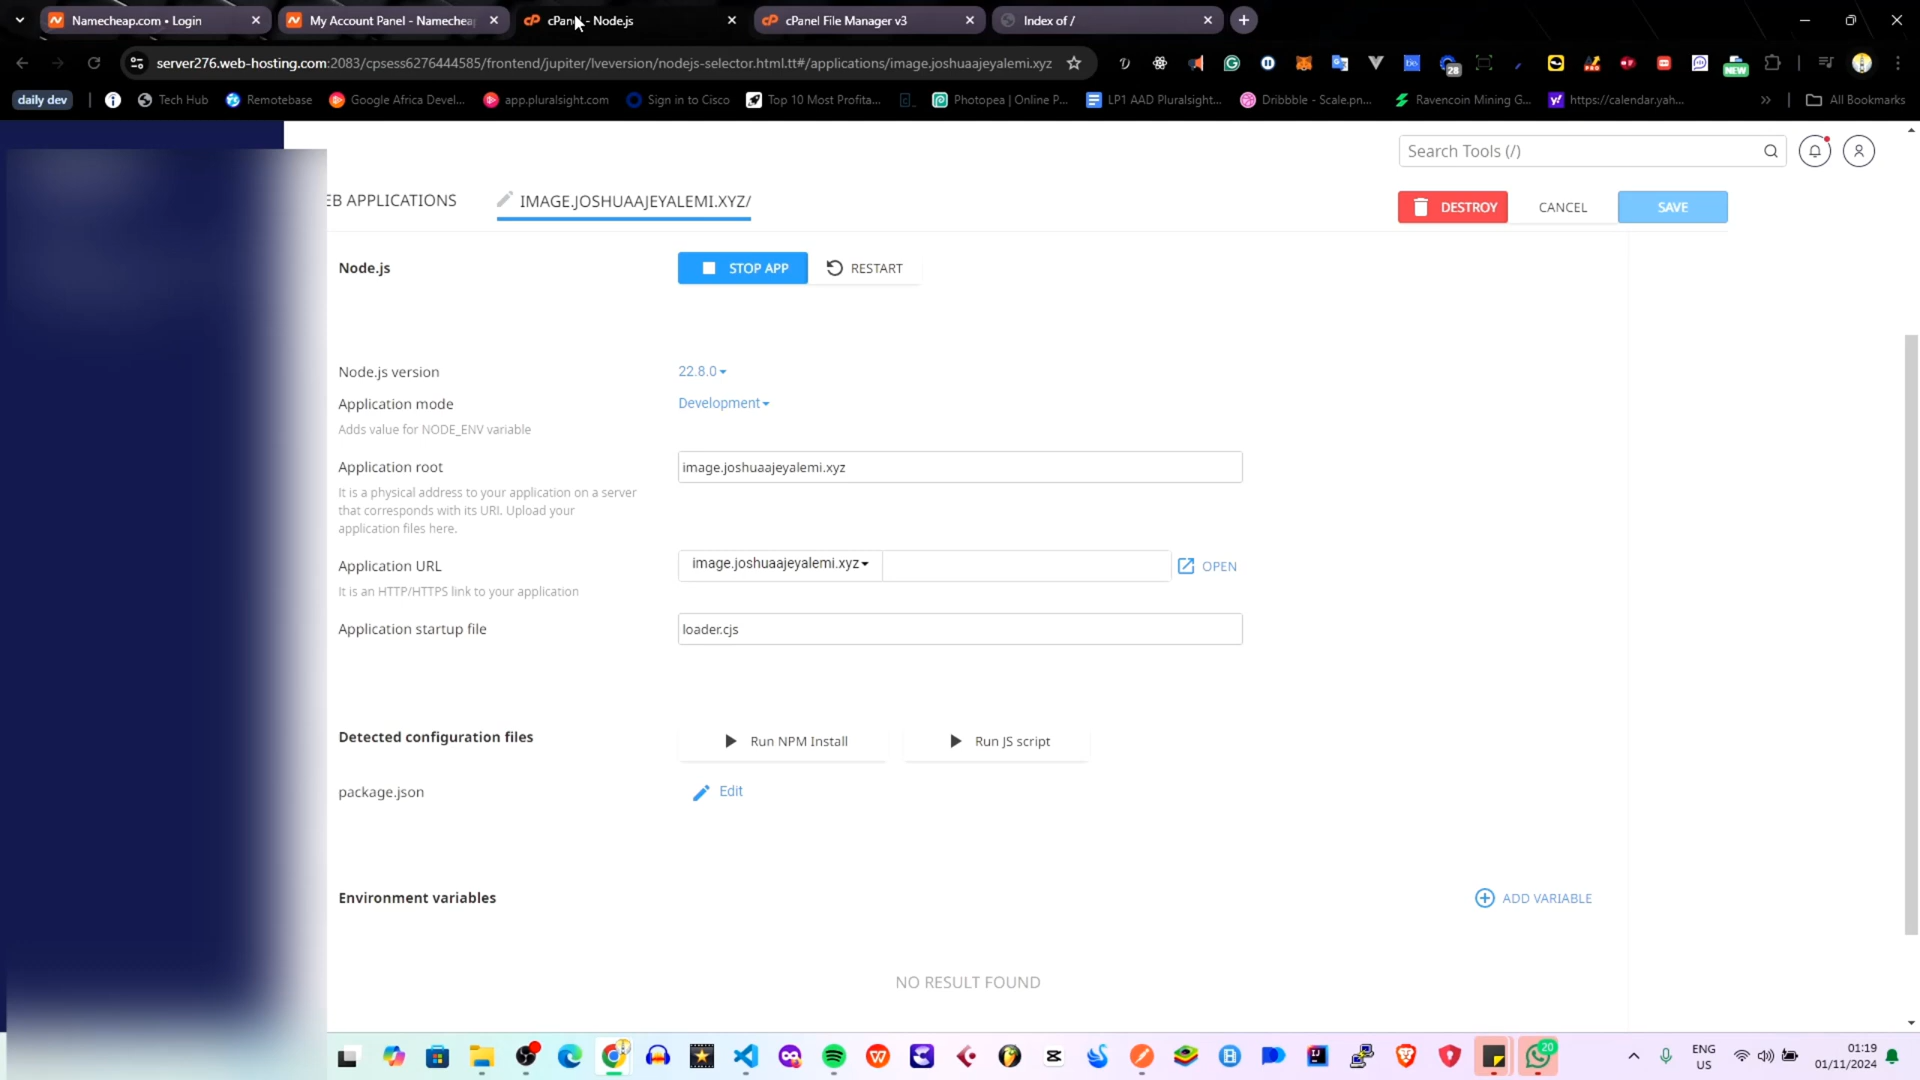 Namecheap.com • Login
My Account Panel - Namecheap
cPanel - Node.js
cPanel File Manager v3
Index of /
server276.web-hosting.com:2083/cpsess6276444585/frontend/jupiter/lveversion/nodejs-selector.html.tt#/applications/image.joshuaajeyalemi.xyz
28
NEW
daily dev
Tech Hub
Remotebase
Google Africa Devel...
app.pluralsight.com
Sign in to Cisco
Top 10 Most Profita...
Photopea | Online P...
LP1 AAD Pluralsight...
Dribbble - Scale.pn...
Ravencoin Mining G...
https://calendar.yah...
All Bookmarks
Search Tools (/)
EB APPLICATIONS
IMAGE.JOSHUAAJEYALEMI.XYZ/
DESTROY
CANCEL
SAVE
Node.js
STOP APP
RESTART
Node.js version
22.8.0
Application mode
Development
Adds value for NODE_ENV variable
Application root
image.joshuaajeyalemi.xyz
It is a physical address to your application on a server
that corresponds with its URI. Upload your
application files here.
Application URL
image.joshuaajeyalemi.xyz
OPEN
It is an HTTP/HTTPS link to your application
Application startup file
loader.cjs
Detected configuration files
Run NPM Install
Run JS script
package.json
Edit
Environment variables
ADD VARIABLE
NO RESULT FOUND
20
ENG
US
01:19
01/11/2024